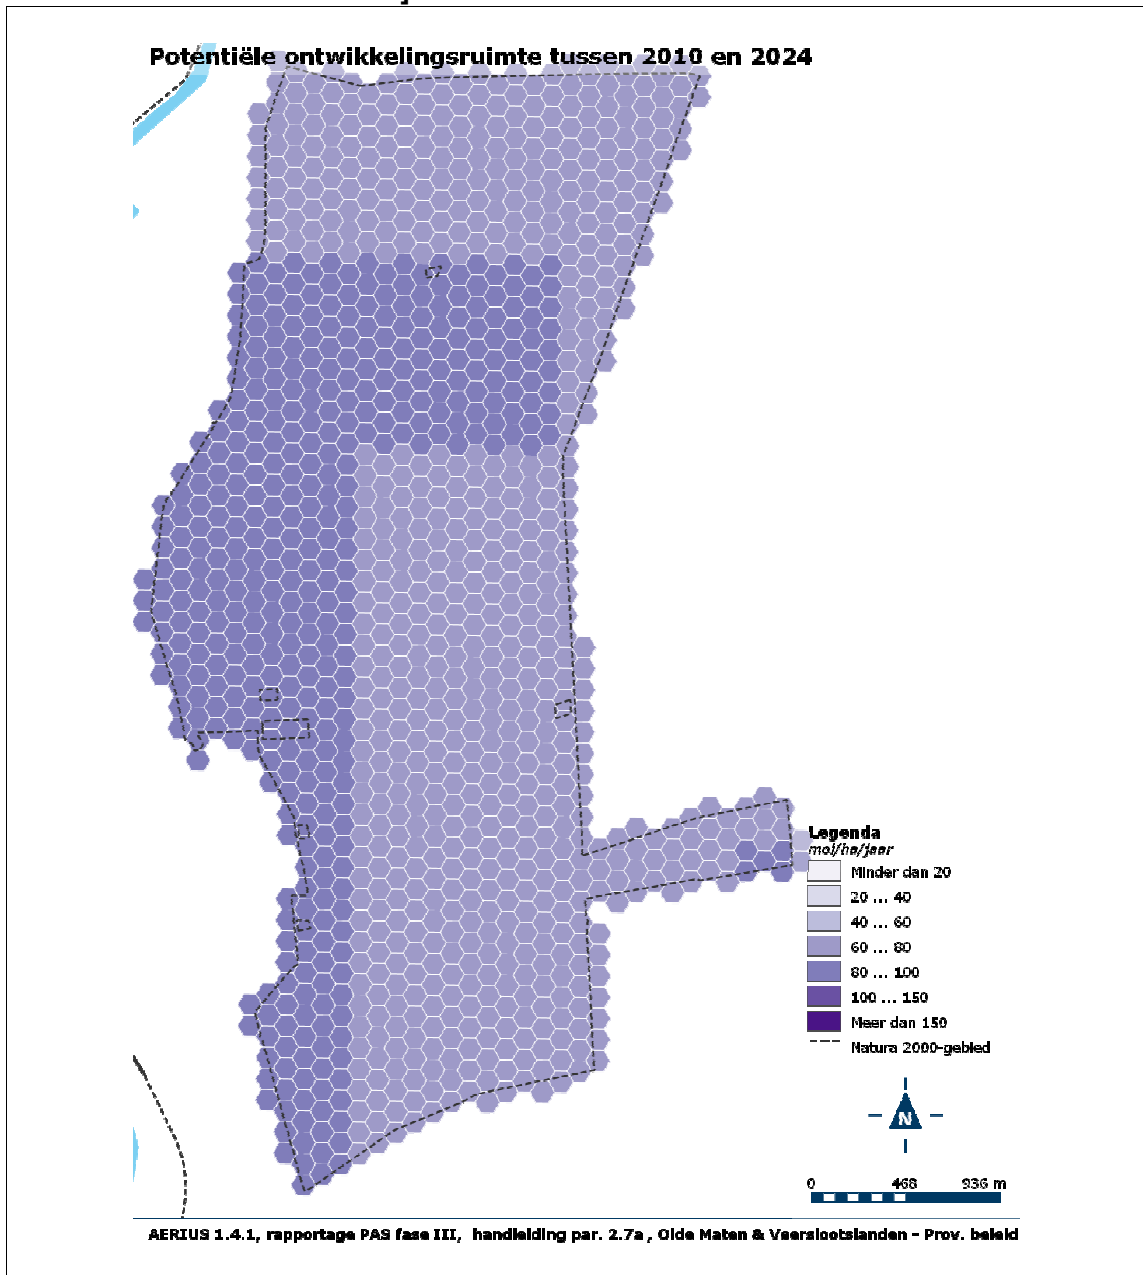 Potentiële ontwikkelingsruimte tussen 2010 en 2024
Legenda
mol/ha/jaar
Minder dan 20
20 ... 40
40 ... 60
60 ... 80
80 ... 100
100 ... 150
Meer dan 150
Natura 2000-gebied
N
0 468 936 m
AERIUS 1.4.1, rapportage PAS fase III, handleiding par. 2.7a , Olde Maten & Veerslootslanden - Prov. beleid